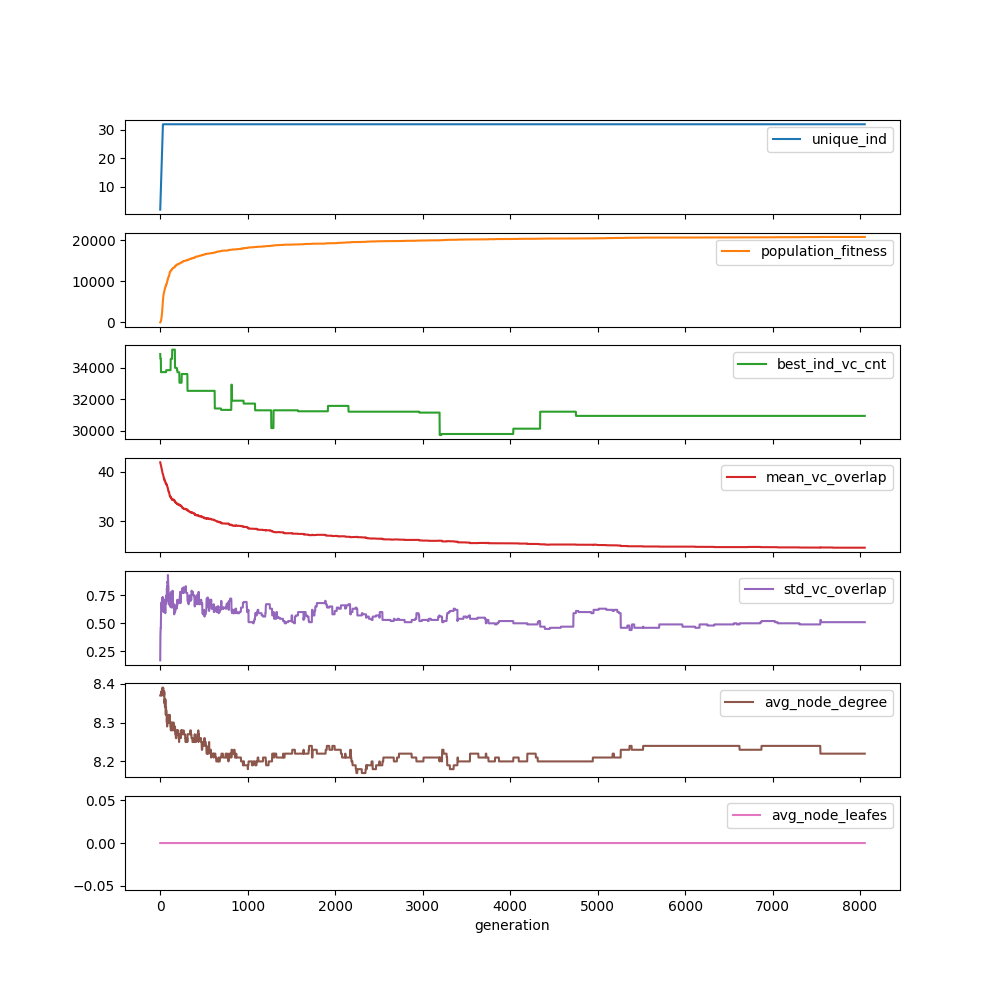 30
20
10
unique_ind
20000
10000
0
population_fitness
34000
32000
30000
best_ind_vc_cnt
40
30
mean_vc_overlap
0.75
0.50
0.25
std_vc_overlap
8.4
8.3
8.2
avg_node_degree
0.05
0.00
−0.05
avg_node_leafes
0 1000 2000 3000 4000 5000 6000 7000 8000
generation